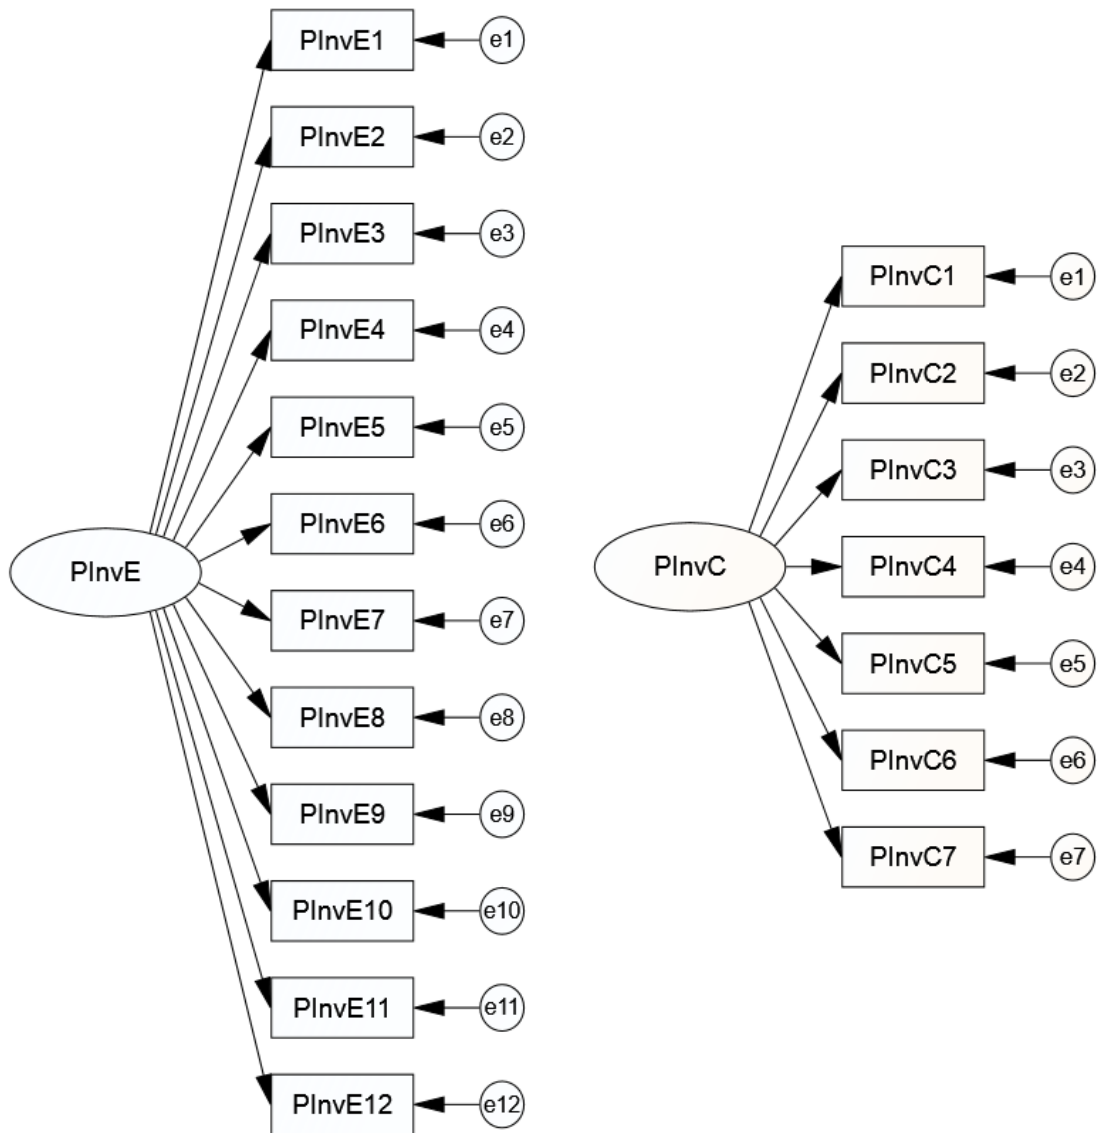 PInvE1
e1
PInvE2
e2
PInvE3
e3
PInvE4
e4
PInvE5
e5
PInvE6
e6
PInvE
PInvE7
e7
PInvE8
e8
PInvE9
e9
PInvE10
e10
PInvE11
e11
PInvE12
e12
PInvC1
e1
PInvC2
e2
PInvC3
e3
PInvC
PInvC4
e4
PInvC5
e5
PInvC6
e6
PInvC7
e7